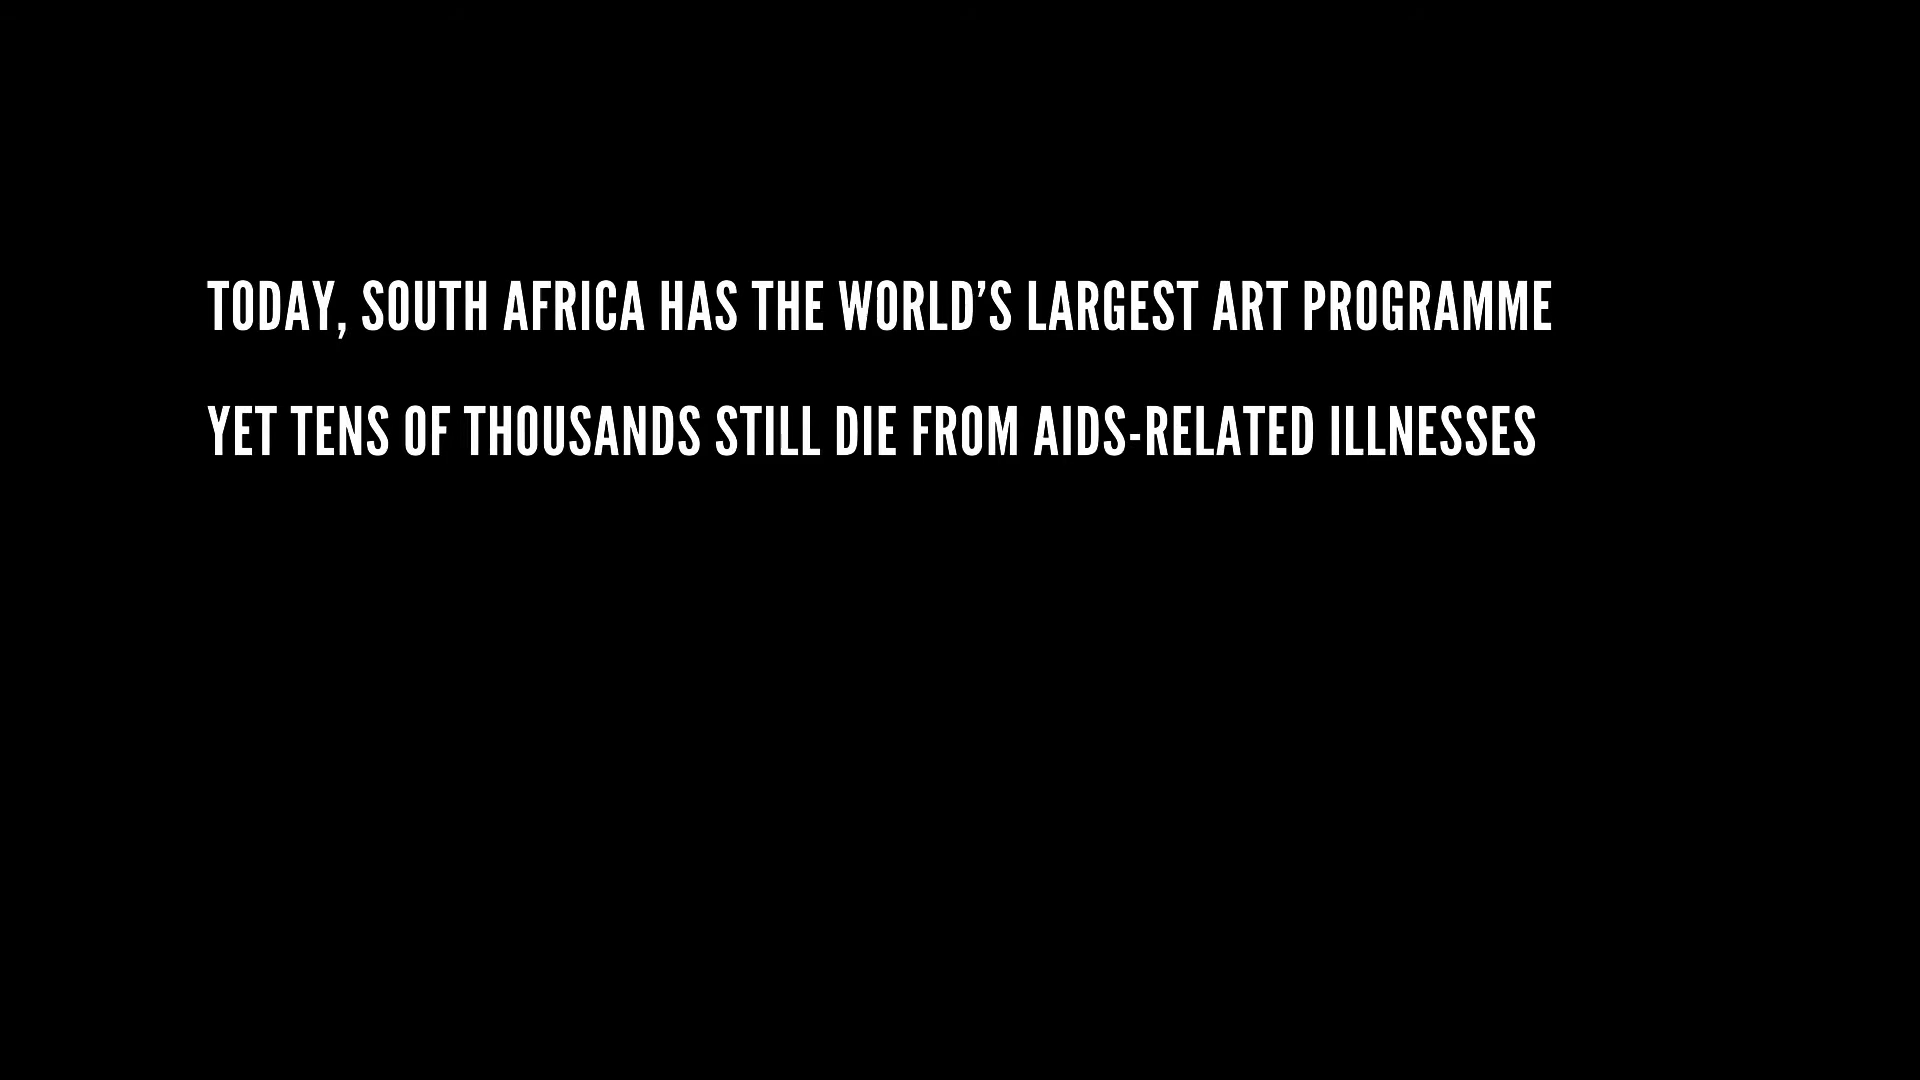 TODAY, SOUTH AFRICA HAS THE WORLD’S LARGEST ART PROGRAMME
YET TENS OF THOUSANDS STILL DIE FROM AIDS-RELATED ILLNESSES